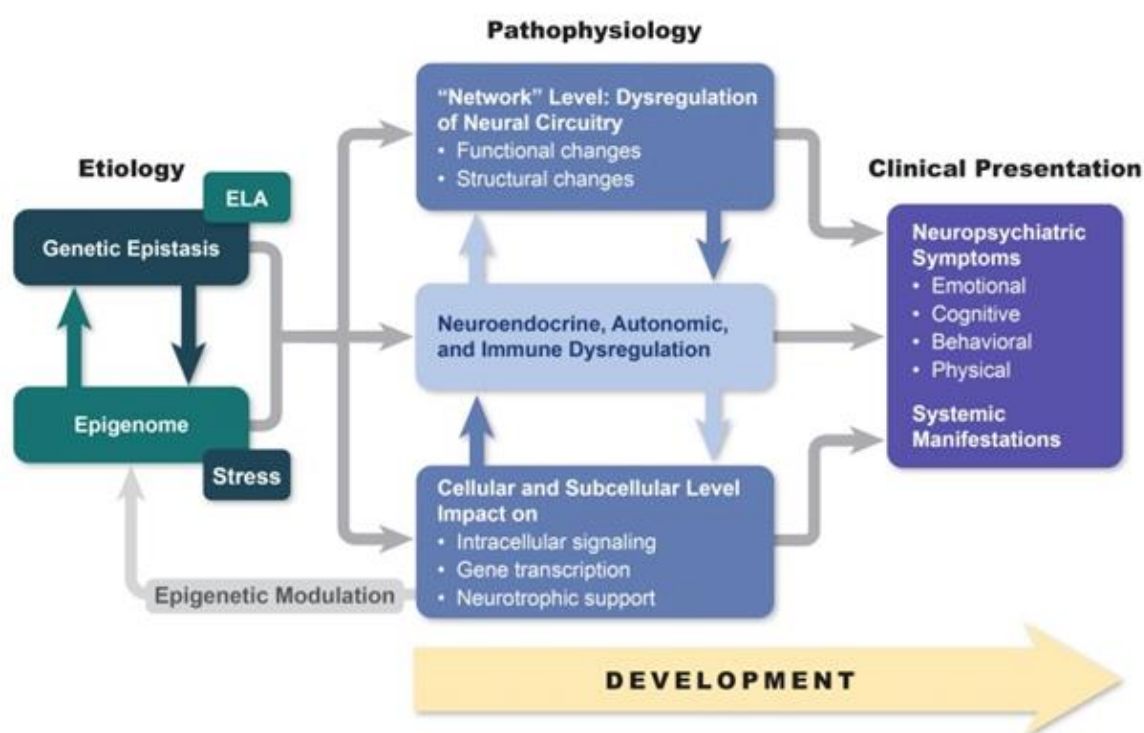 Pathophysiology
Etiology
ELA
Genetic Epistasis
Epigenome
Stress
Epigenetic Modulation
“Network” Level: Dysregulation
of Neural Circuitry
• Functional changes
• Structural changes
Neuroendocrine, Autonomic,
and Immune Dysregulation
Cellular and Subcellular Level
Impact on
• Intracellular signaling
• Gene transcription
• Neurotrophic support
Clinical Presentation
Neuropsychiatric
Symptoms
• Emotional
• Cognitive
• Behavioral
• Physical
Systemic
Manifestations
DEVELOPMENT